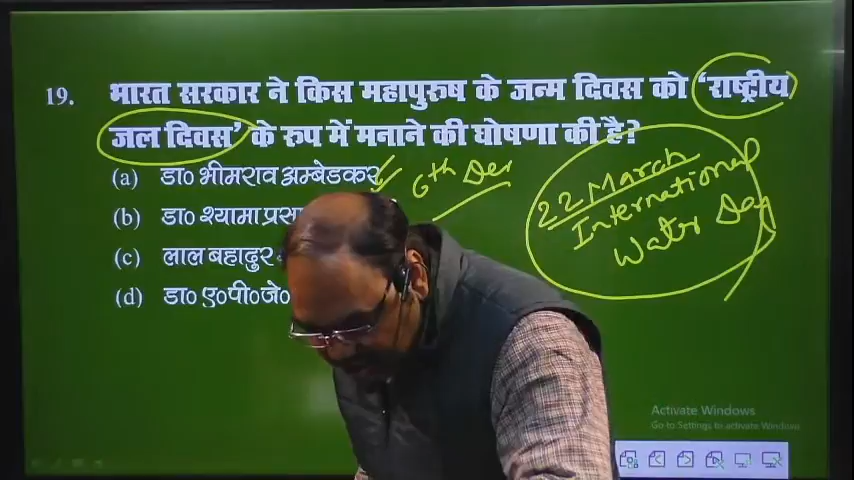 19. भारत सरकार ने किस महापुरुष के जन्म दिवस को 'राष्ट्रीय
जल दिवस' के रुप में मनाने की घोषणा की है?
(a) डा० भीमराव अम्बेडकर
6th Dec
(b) डा० श्यामा
(c) लाल बहादुर
(d) डा० ए०पी०जे०
22 March
International
Water Day
Activate Windows
Go to Settings to activate Windows.